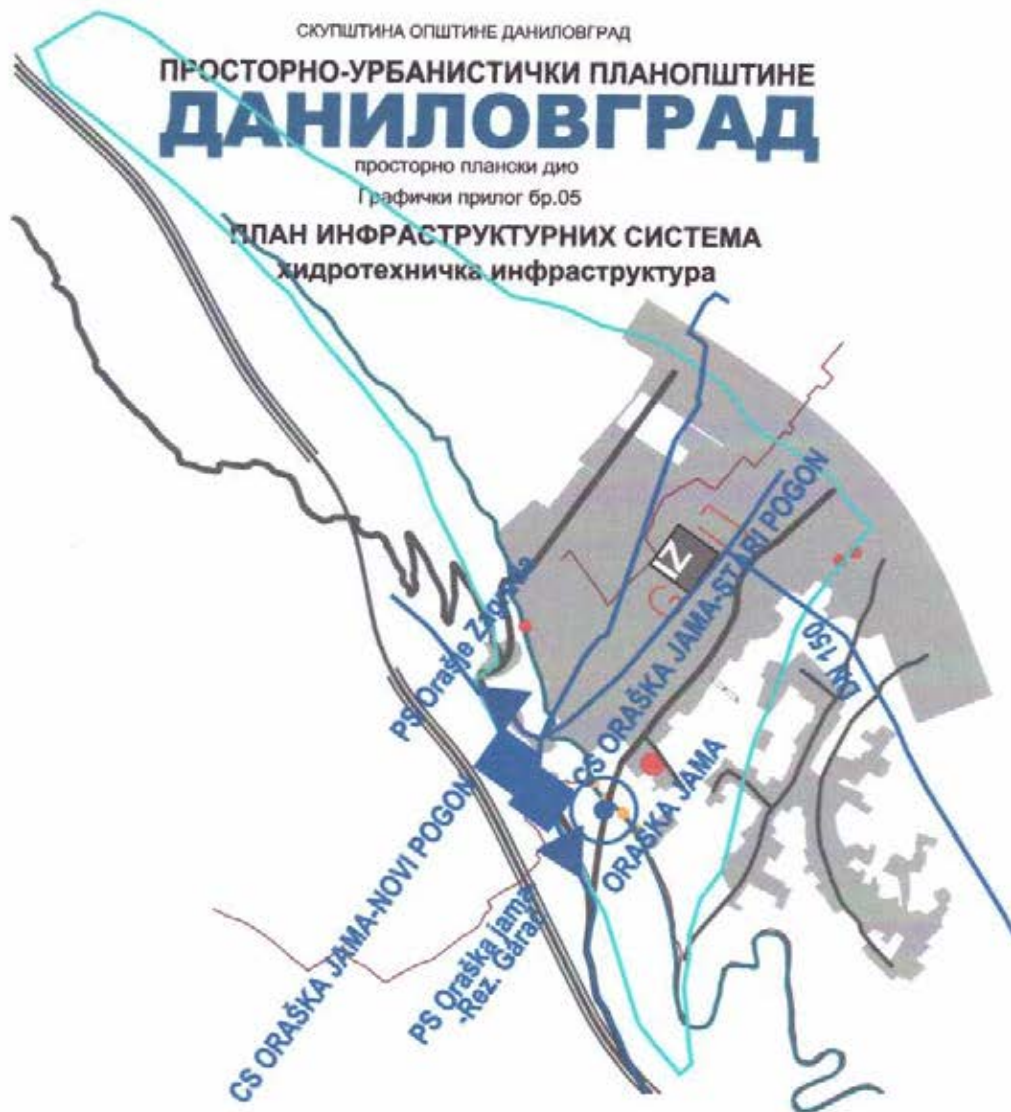 СКУПШТИНА ОПШТИНЕ ДАНИЛОВГРАД
ПРОСТОРНО-УРБАНИСТИЧКИ ПЛАНОПШТИНЕ
ДАНИЛОВГРАД
просторно плански дио
Графички прилог бр.05
ПЛАН ИНФРАСТРУКТУРНИХ СИСТЕМА
хидротехничка инфраструктура
PS Orašje Zagorica
CS ORAŠKA JAMA-STARI POGON
IZ
DN 150
ORAŠKA JAMA
CS ORAŠKA JAMA-NOVI POGON
PS Oraška jama
-Rez. Garač